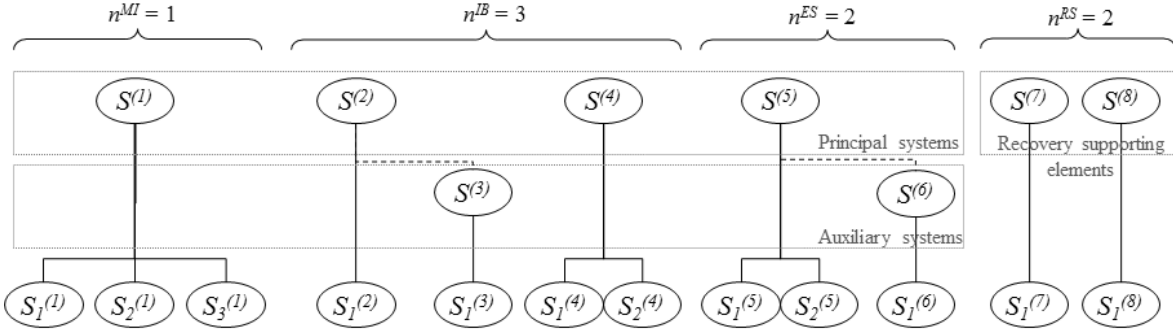 n^{MI} = 1 n^{IB} = 3 n^{ES} = 2 n^{RS} = 2
S^{(1)} S^{(2)} S^{(4)} S^{(5)} S^{(7)} S^{(8)}
Principal systems Recovery supporting
elements
S^{(3)} S^{(6)}
Auxiliary systems
S_1^{(1)} S_2^{(1)} S_3^{(1)} S_1^{(2)} S_1^{(3)} S_1^{(4)} S_2^{(4)} S_1^{(5)} S_2^{(5)} S_1^{(6)} S_1^{(7)} S_1^{(8)}